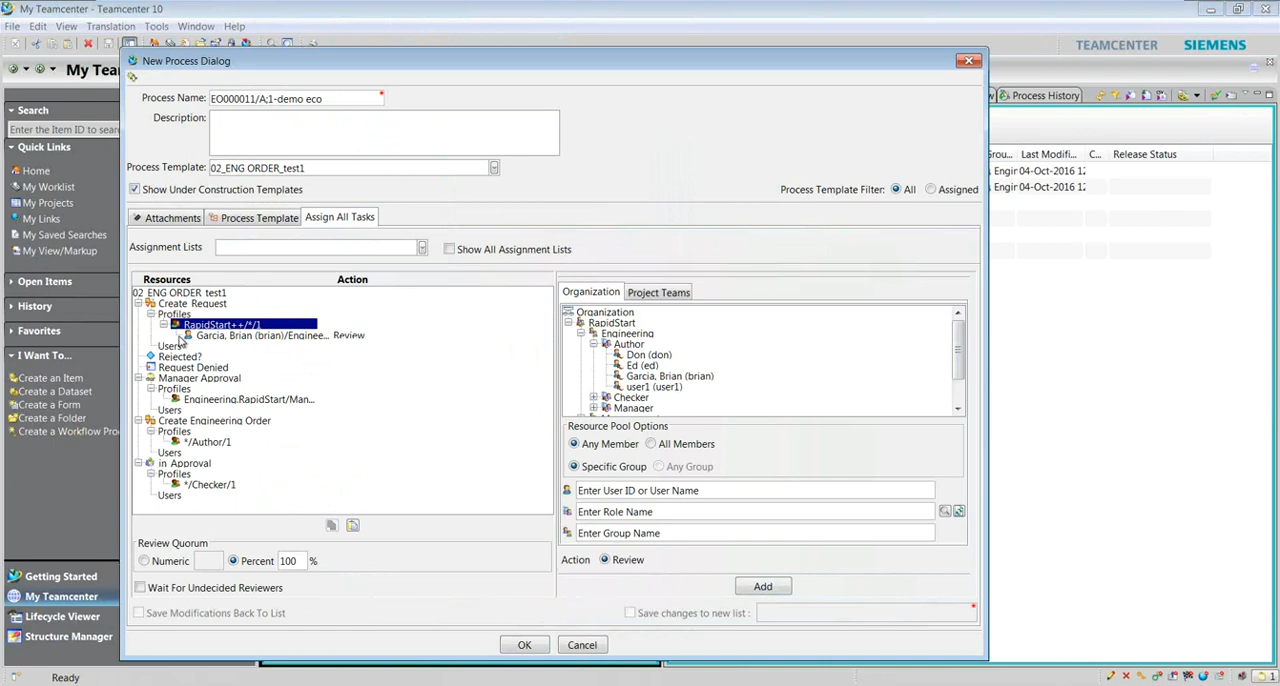 My Teamcenter - Teamcenter 10
File Edit View Translation Tools Window Help
TEAMCENTER SIEMENS
My Tea
Search
Enter the Item ID to sear
Quick Links
Home
My Worklist
My Projects
My Links
My Saved Searches
My View/Markup
Open Items
History
Favorites
I Want To...
Create an Item
Create a Dataset
Create a Form
Create a Folder
Create a Workflow Pro
Getting Started
My Teamcenter
Lifecycle Viewer
Structure Manager
Ready
New Process Dialog
Process Name: EO000011/A;1-demo eco *
Description:
Process Template: 02_ENG ORDER_test1
Show Under Construction Templates
Process Template Filter: All Assigned
Attachments Process Template Assign All Tasks
Assignment Lists
Show All Assignment Lists
Resources Action
02_ENG ORDER_test1
Create Request
Profiles
RapidStart++/*/1
Garcia, Brian (brian)/Enginee... Review
Users
Rejected?
Request Denied
Manager Approval
Profiles
Engineering.RapidStart/Man...
Users
Create Engineering Order
Profiles
*/Author/1
Users
in Approval
Profiles
*/Checker/1
Users
Review Quorum
Numeric Percent 100 %
Wait For Undecided Reviewers
Save Modifications Back To List
Organization Project Teams
Organization
RapidStart
Engineering
Author
Don (don)
Ed (ed)
Garcia, Brian (brian)
user1 (user1)
Checker
Manager
Resource Pool Options
Any Member All Members
Specific Group Any Group
Enter User ID or User Name
Enter Role Name
Enter Group Name
Action Review
Add
Save changes to new list : *
OK Cancel
Process History
Grou... Last Modifi... C... Release Status
Engir 04-Oct-2016 12
Engir 04-Oct-2016 12
1